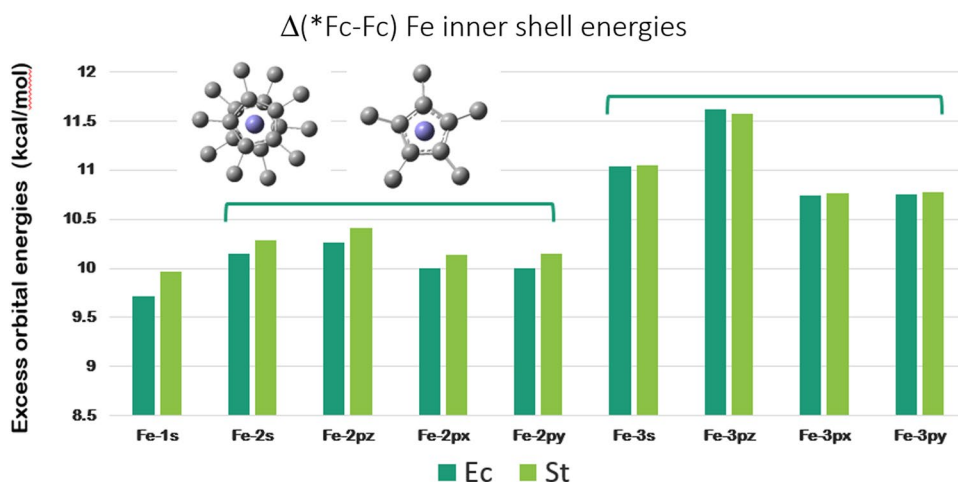 Δ(*Fc-Fc) Fe inner shell energies
Excess orbital energies (kcal/mol)
12
11.5
11
10.5
10
9.5
9
8.5
Fe-1s Fe-2s Fe-2pz Fe-2px Fe-2py Fe-3s Fe-3pz Fe-3px Fe-3py
Ec St